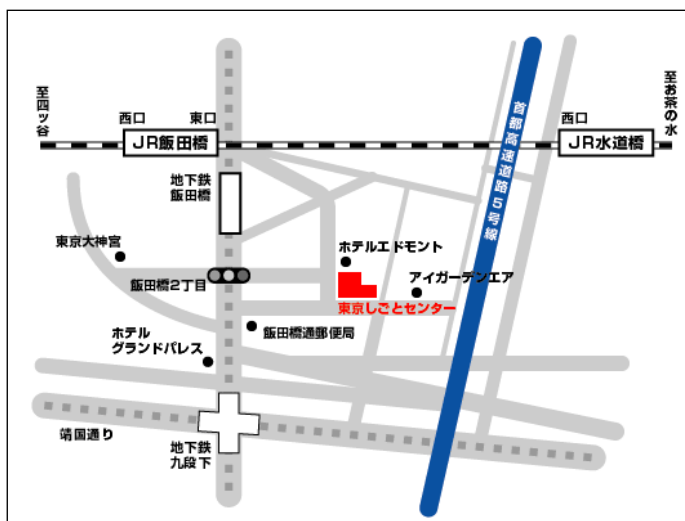 至四ッ谷
西口
東口
西口
至お茶の水
JR飯田橋
JR水道橋
首都高速道路5号線
地下鉄
飯田橋
東京大神宮
ホテルエドモント
飯田橋2丁目
アイガーデンエア
東京しごとセンター
ホテル
グランドパレス
飯田橋通郵便局
靖国通り
地下鉄
九段下